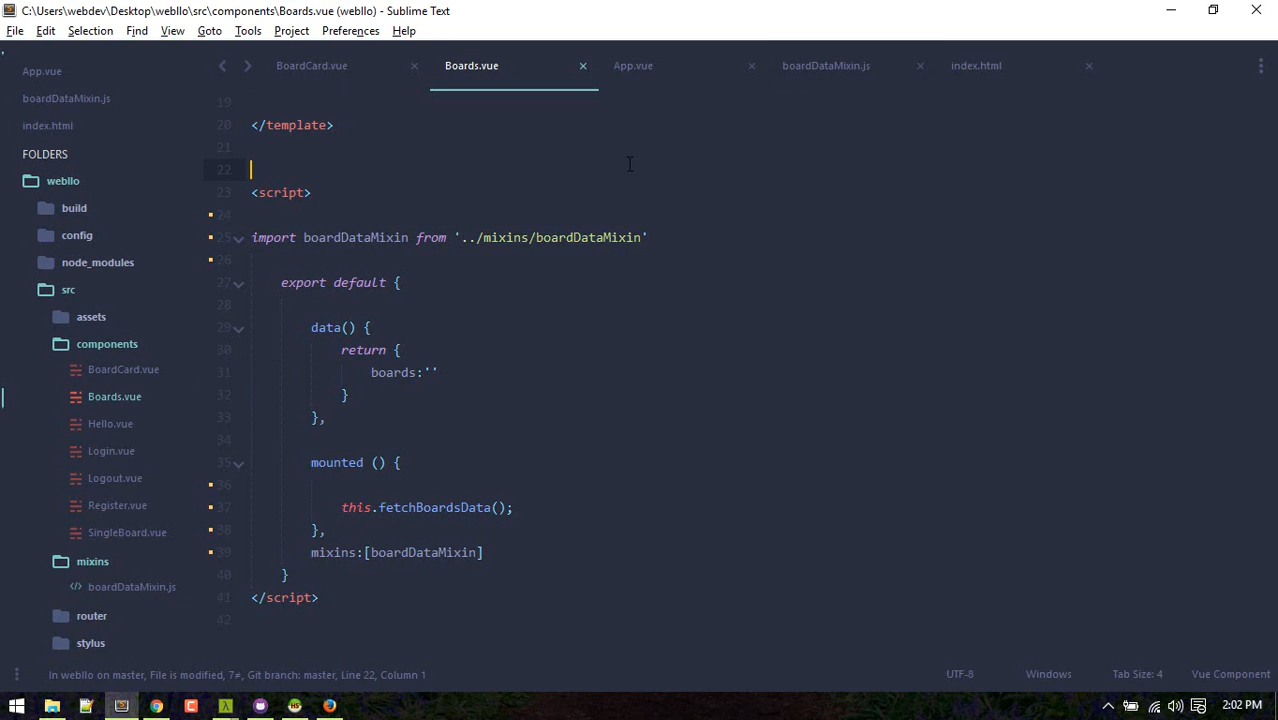 C:\Users\webdev\Desktop\webllo\src\components\Boards.vue (webllo) - Sublime Text
File Edit Selection Find View Goto Tools Project Preferences Help
App.vue
boardDataMixin.js
index.html
FOLDERS
webllo
build
config
node_modules
src
assets
components
BoardCard.vue
Boards.vue
Hello.vue
Login.vue
Logout.vue
Register.vue
SingleBoard.vue
mixins
boardDataMixin.js
router
stylus
BoardCard.vue Boards.vue App.vue boardDataMixin.js index.html
19
20 </template>
21
22
23 <script>
24
25 import boardDataMixin from '../mixins/boardDataMixin'
26
27 export default {
28
29 data() {
30 return {
31 boards:''
32 }
33 },
34
35 mounted () {
36
37 this.fetchBoardsData();
38 },
39 mixins:[boardDataMixin]
40 }
41 </script>
42
In webllo on master, File is modified, 7≠, Git branch: master, Line 22, Column 1 UTF-8 Windows Tab Size: 4 Vue Component
2:02 PM